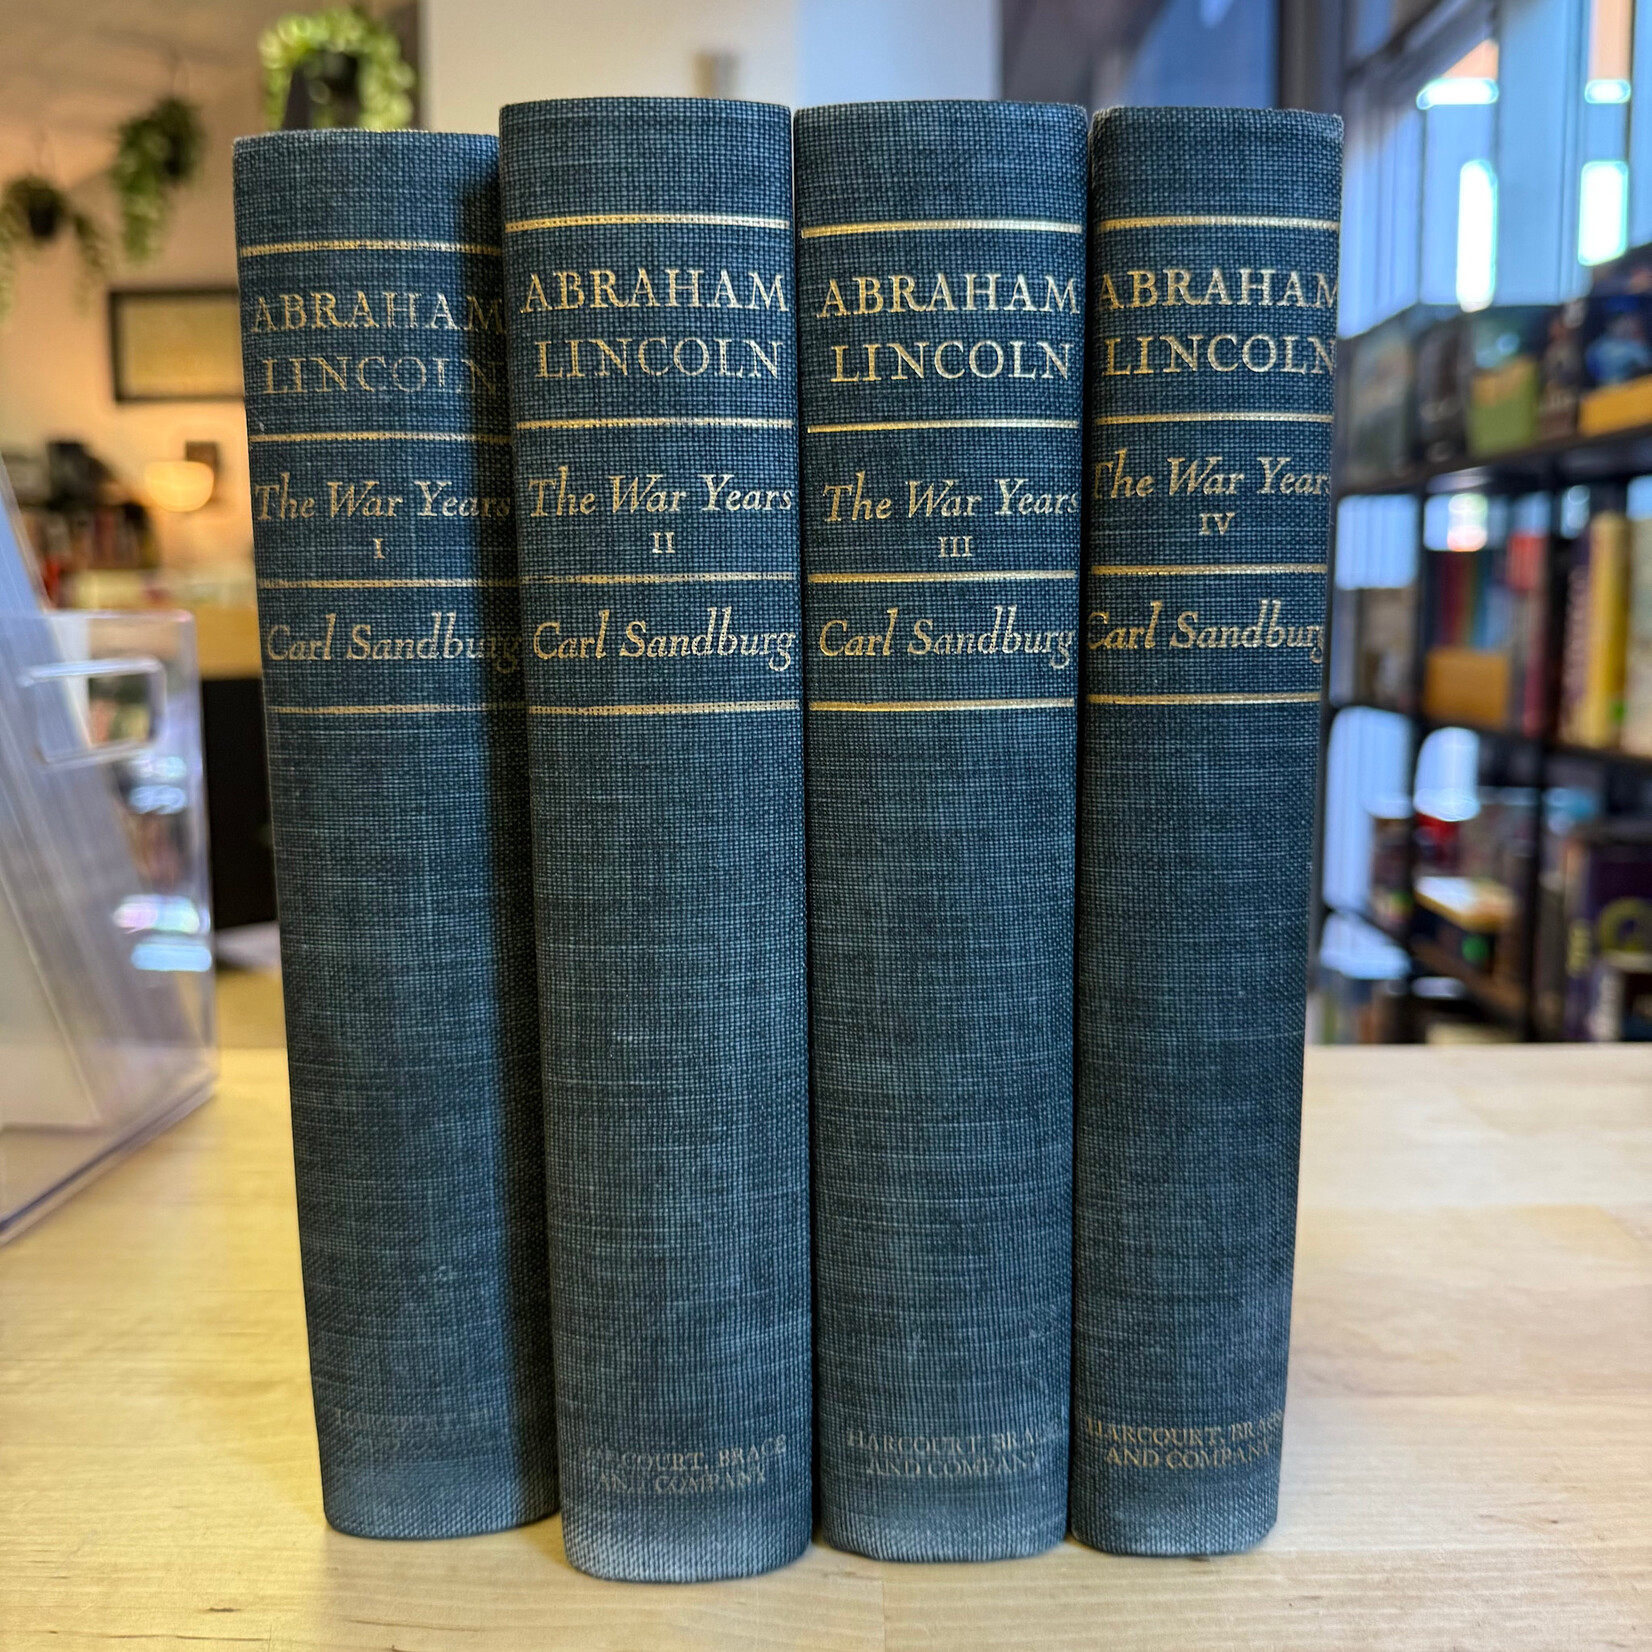 ABRAHAM
LINCOLN
The War Years
I
Carl Sandburg
HARCOURT,
ABRAHAM
LINCOLN
The War Years
II
Carl Sandburg
HARCOURT, BRACE
AND COMPANY
ABRAHAM
LINCOLN
The War Years
III
Carl Sandburg
HARCOURT, BRACE
AND COMPANY
ABRAHAM
LINCOLN
The War Years
IV
Carl Sandburg
HARCOURT, BRACE
AND COMPANY